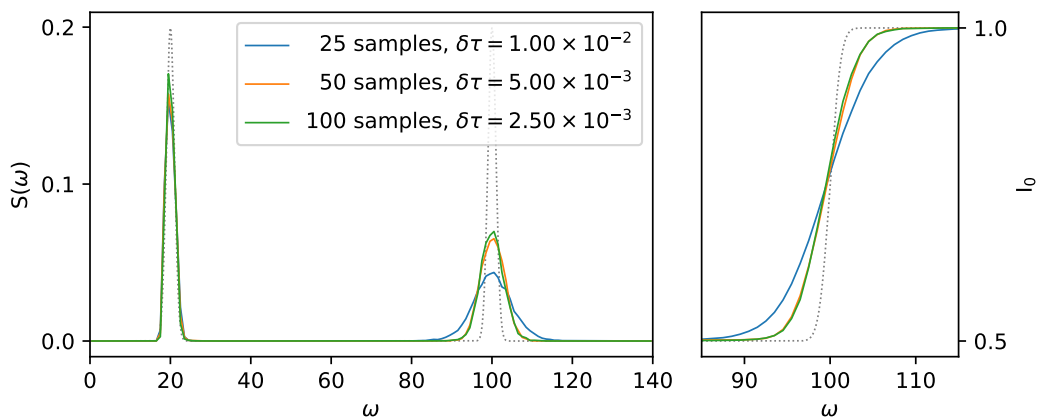 0.2
0.1
0.0
S(ω)
25 samples, δτ = 1.00 × 10⁻²
50 samples, δτ = 5.00 × 10⁻³
100 samples, δτ = 2.50 × 10⁻³
0 20 40 60 80 100 120 140
ω
1.0
0.5
I₀
90 100 110
ω